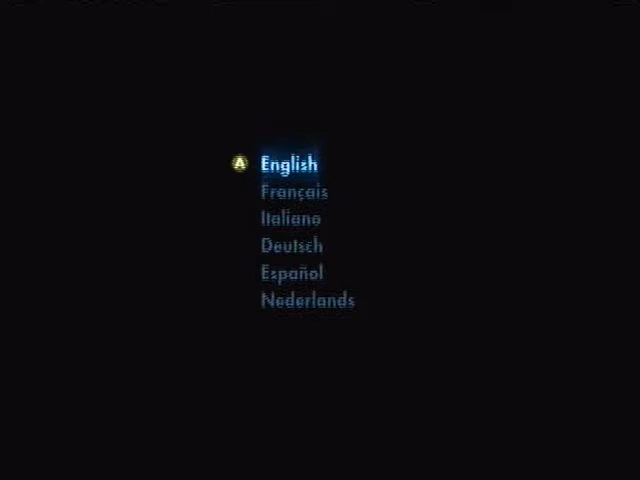 A English
Français
Italiano
Deutsch
Español
Nederlands